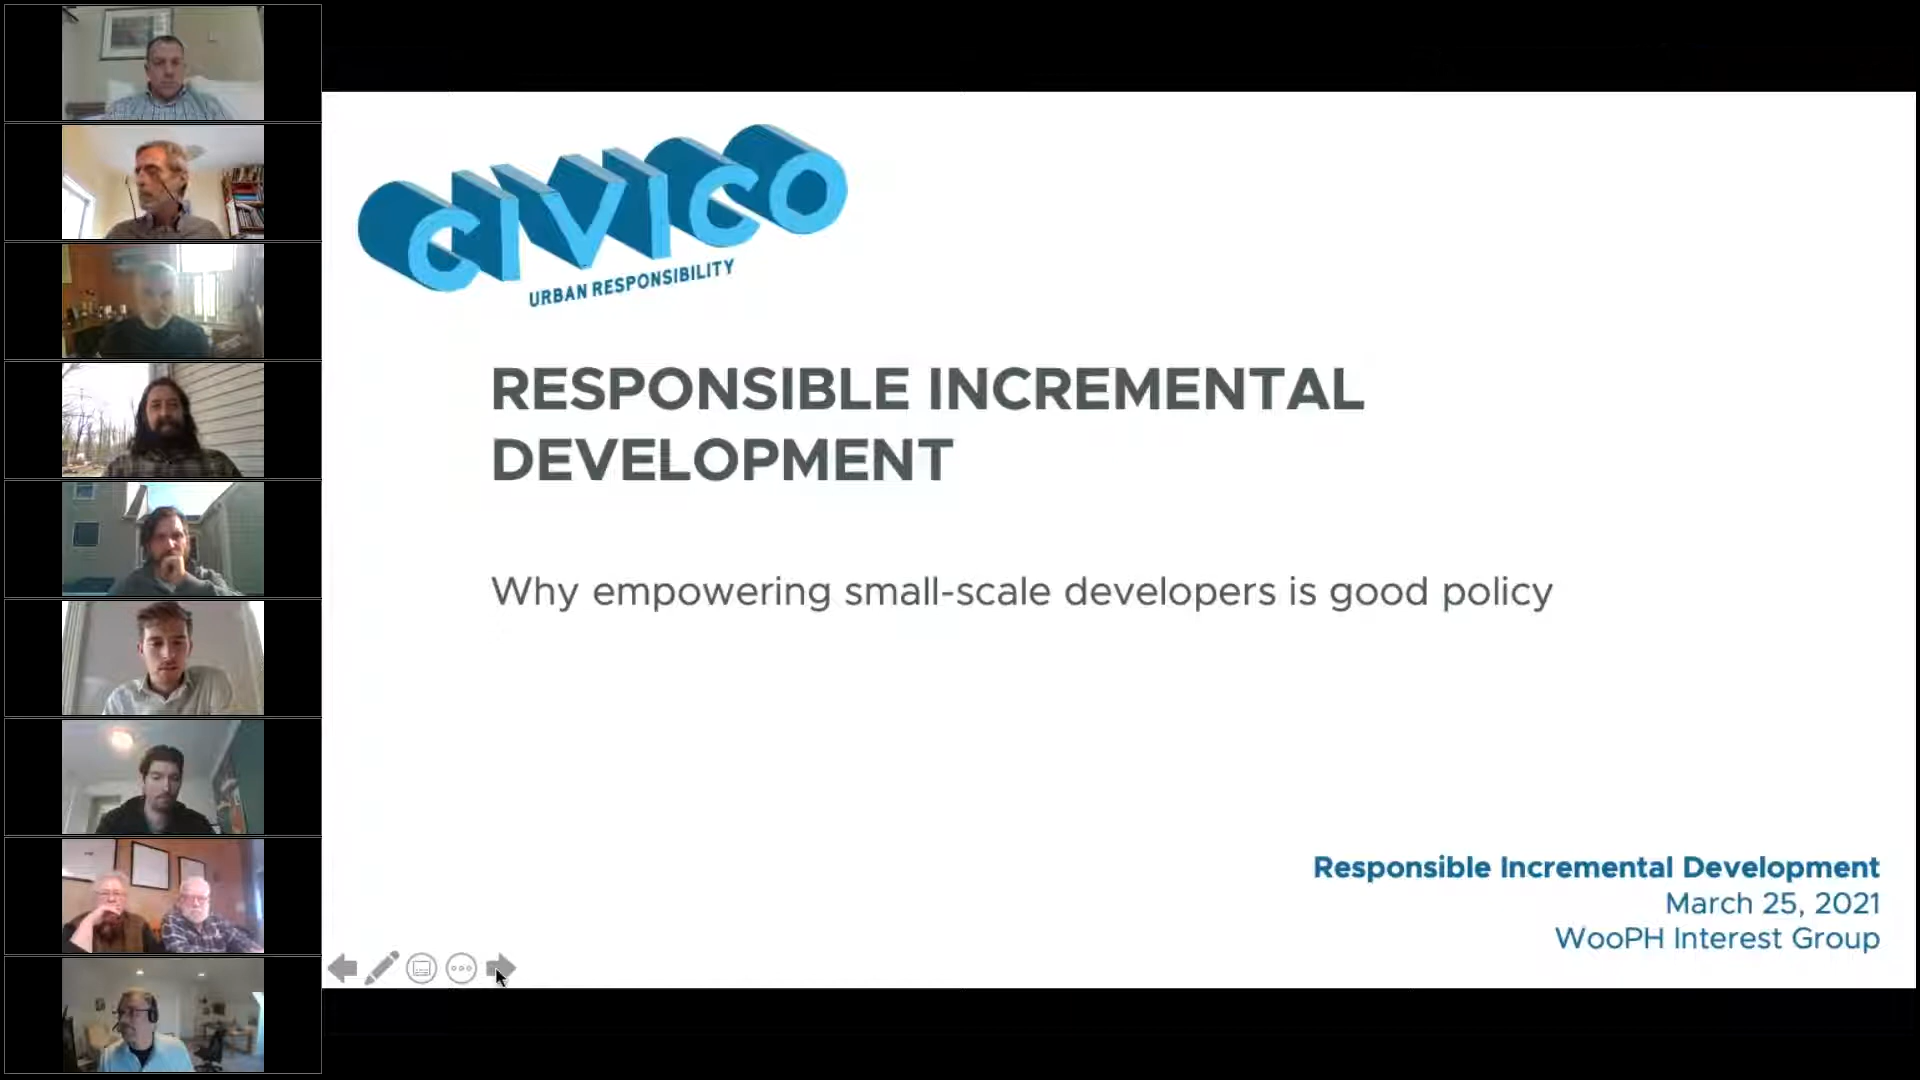 CIVICO
URBAN RESPONSIBILITY
RESPONSIBLE INCREMENTAL
DEVELOPMENT
Why empowering small-scale developers is good policy
Responsible Incremental Development
March 25, 2021
WooPH Interest Group